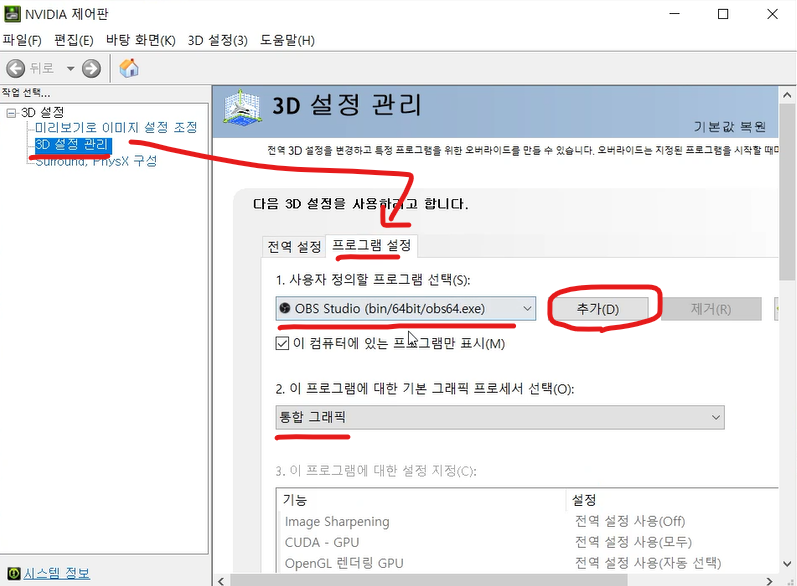 NVIDIA 제어판
파일(F) 편집(E) 바탕 화면(K) 3D 설정(3) 도움말(H)
뒤로
작업 선택...
3D 설정
미리보기로 이미지 설정 조정
3D 설정 관리
Surround, PhysX 구성
시스템 정보
3D 설정 관리
기본값 복원
전역 3D 설정을 변경하고 특정 프로그램을 위한 오버라이드를 만들 수 있습니다. 오버라이드는 지정된 프로그램을 시작할 때마
다음 3D 설정을 사용하려고 합니다.
전역 설정 프로그램 설정
1. 사용자 정의할 프로그램 선택(S):
OBS Studio (bin/64bit/obs64.exe) 추가(D) 제거(R)
이 컴퓨터에 있는 프로그램만 표시(M)
2. 이 프로그램에 대한 기본 그래픽 프로세서 선택(O):
통합 그래픽
3. 이 프로그램에 대한 설정 지정(C):
기능 설정
Image Sharpening 전역 설정 사용(Off)
CUDA - GPU 전역 설정 사용(모두)
OpenGL 렌더링 GPU 전역 설정 사용(자동 선택)